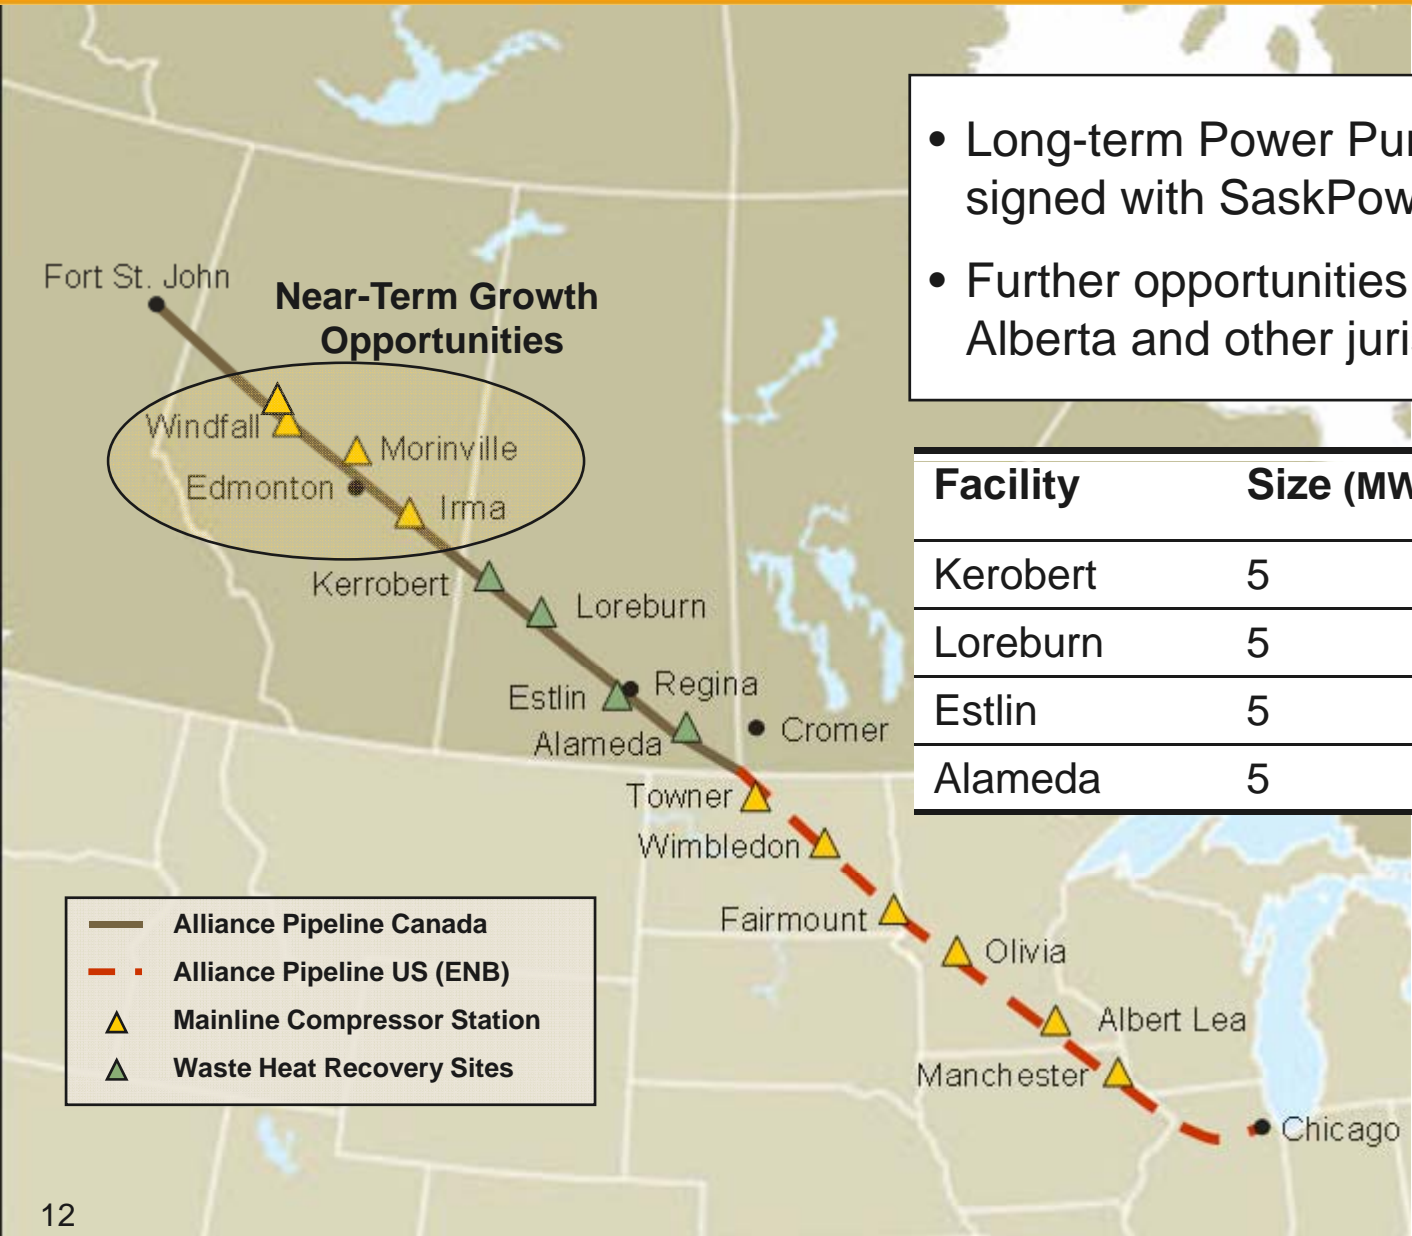 • Long-term Power Pur
signed with SaskPow
• Further opportunities
Alberta and other juri
Fort St. John
Near-Term Growth
Opportunities
Windfall
Morinville
Edmonton
Irma
Kerrobert
Loreburn
Estlin
Regina
Alameda
Cromer
Towner
Wimbledon
Fairmount
Olivia
Albert Lea
Manchester
Chicago
Facility Size (MW
Kerobert 5
Loreburn 5
Estlin 5
Alameda 5
Alliance Pipeline Canada
Alliance Pipeline US (ENB)
Mainline Compressor Station
Waste Heat Recovery Sites
12